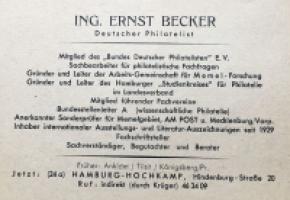 ING. ERNST BECKER
Deutscher Philatelist
Mitglied des „Bundes Deutscher Philatelisten" E. V.
Sachbearbeiter für philatelistische Fachfragen
Gründer und Leiter der Arbeits-Gemeinschaft für Memel-Forschung
Gründer und Leiter des Hamburger „Studienkreises" für Philatelie
im Landesverband
Mitglied führender Fachvereine
Bundesstellenleiter A (wissenschaftliche Philatelie)
Anerkannter Sonderprüfer für Memelgebiet, AM POST u. Mecklenburg/Vorp.
Inhaber internationaler Ausstellungs- und Literatur-Auszeichnungen seit 1929
Fachschriftsteller
Sachverständiger, Begutachter und Berater
Früher: Tilsit / Königsberg/Pr.
Jetzt: (24a) HAMBURG-HOCHKAMP, Hindenburg-Straße 20
Ruf: indirekt (durch Krüger) 46 34 09